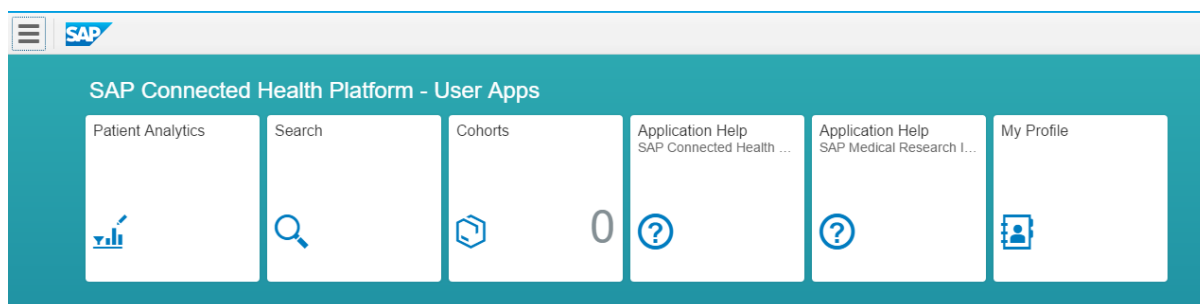 SAP
SAP Connected Health Platform - User Apps
Patient Analytics
Search
Cohorts
0
Application Help
SAP Connected Health ...
Application Help
SAP Medical Research I...
My Profile